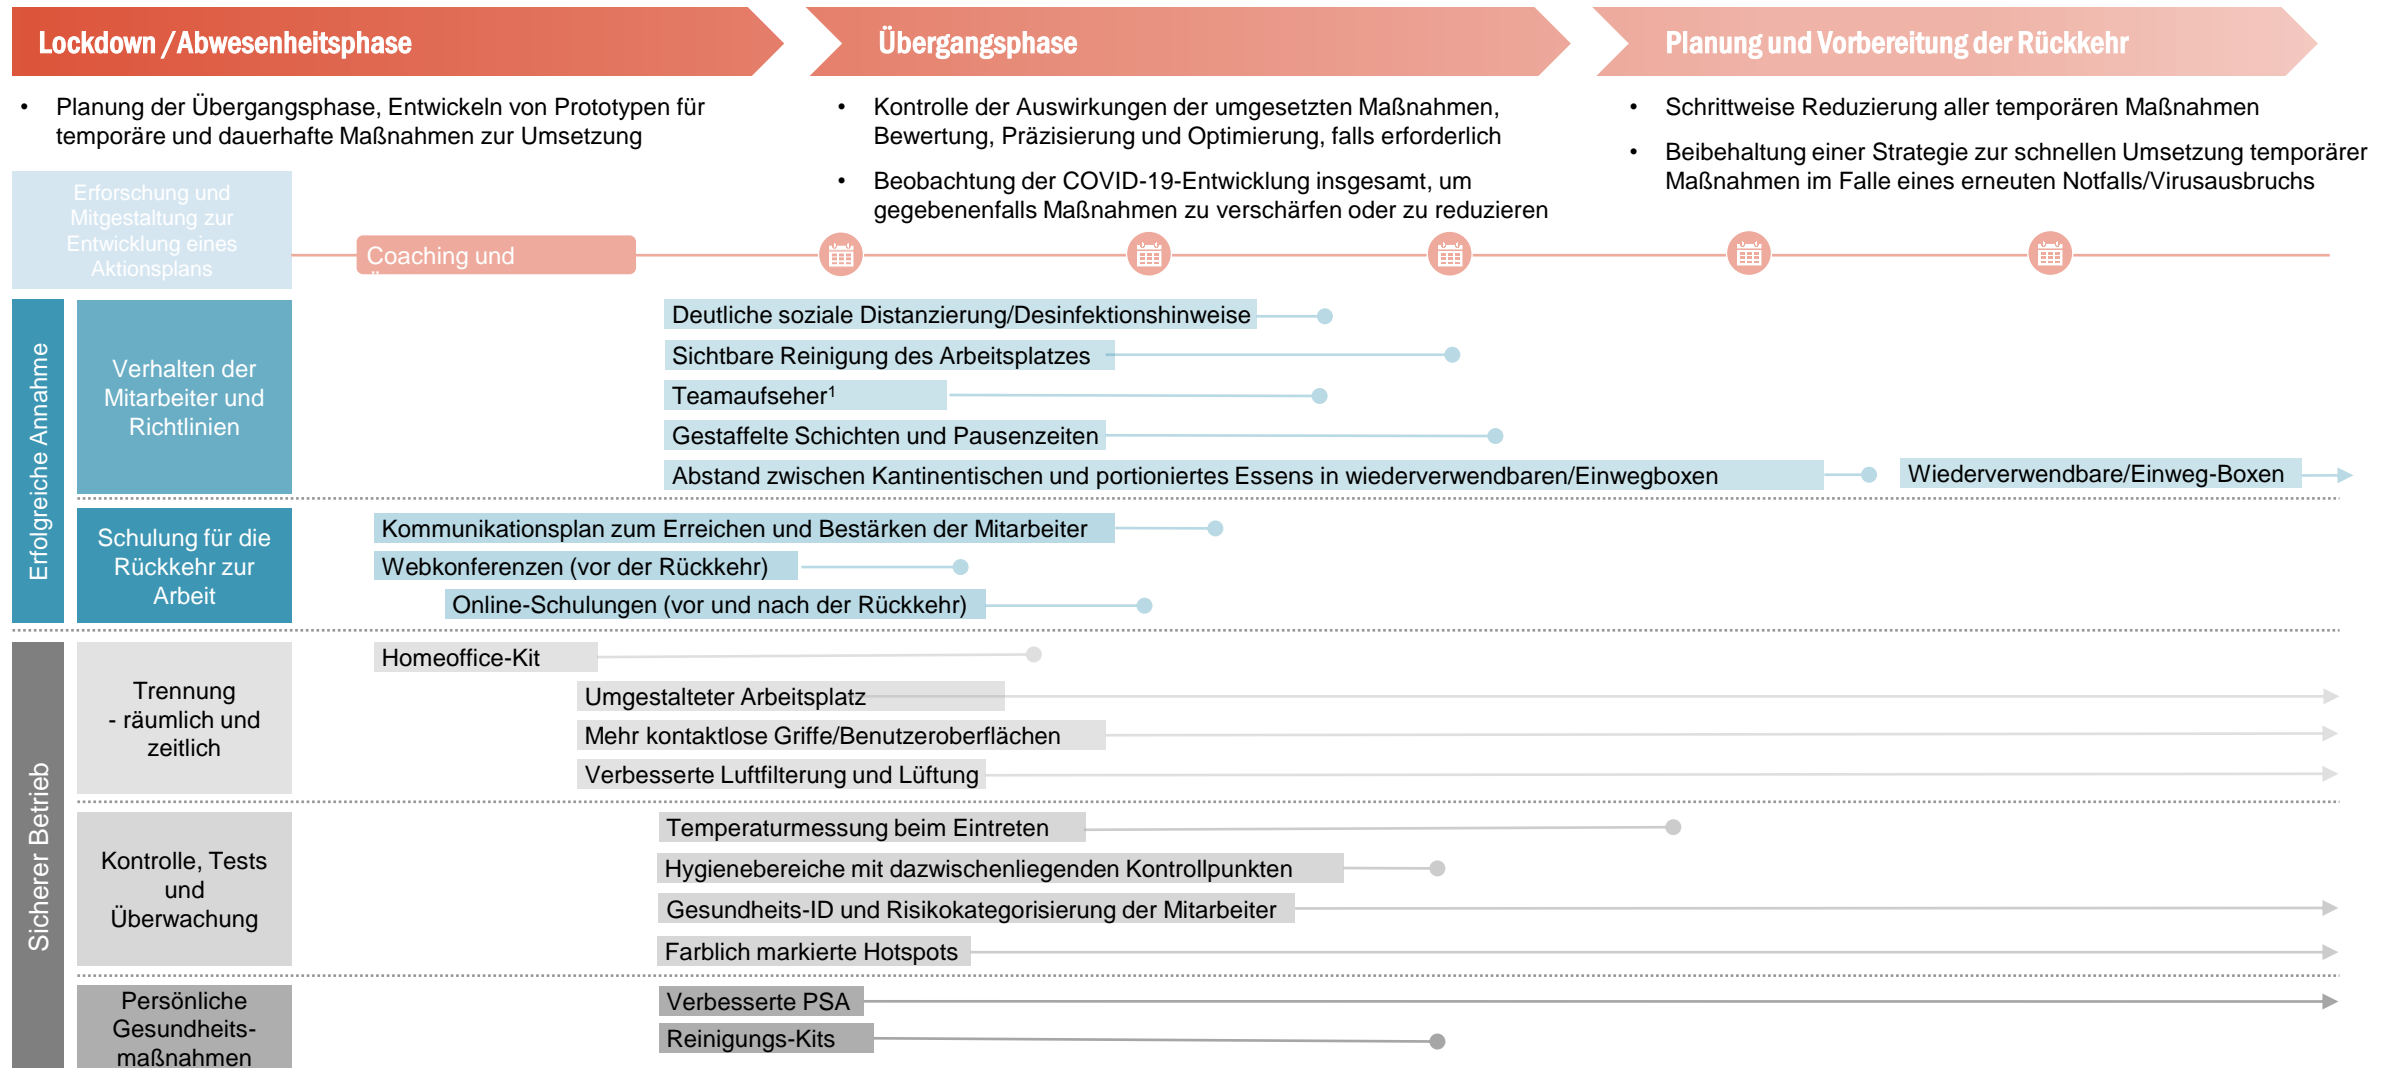 Lockdown /Abwesenheitsphase
Übergangsphase
Planung und Vorbereitung der Rückkehr
• Planung der Übergangsphase, Entwickeln von Prototypen für
temporäre und dauerhafte Maßnahmen zur Umsetzung
• Kontrolle der Auswirkungen der umgesetzten Maßnahmen,
Bewertung, Präzisierung und Optimierung, falls erforderlich
• Beobachtung der COVID-19-Entwicklung insgesamt, um
gegebenenfalls Maßnahmen zu verschärfen oder zu reduzieren
• Schrittweise Reduzierung aller temporären Maßnahmen
• Beibehaltung einer Strategie zur schnellen Umsetzung temporärer
Maßnahmen im Falle eines erneuten Notfalls/Virusausbruchs
Erforschung und
Mitgestaltung zur
Entwicklung eines
Aktionsplans
Coaching und
Erfolgreiche Annahme
Verhalten der
Mitarbeiter und
Richtlinien
Deutliche soziale Distanzierung/Desinfektionshinweise
Sichtbare Reinigung des Arbeitsplatzes
Teamaufseher¹
Gestaffelte Schichten und Pausenzeiten
Abstand zwischen Kantinentischen und portioniertes Essens in wiederverwendbaren/Einwegboxen
Wiederverwendbare/Einweg-Boxen
Schulung für die
Rückkehr zur
Arbeit
Kommunikationsplan zum Erreichen und Bestärken der Mitarbeiter
Webkonferenzen (vor der Rückkehr)
Online-Schulungen (vor und nach der Rückkehr)
Sicherer Betrieb
Trennung
- räumlich und
zeitlich
Homeoffice-Kit
Umgestalteter Arbeitsplatz
Mehr kontaktlose Griffe/Benutzeroberflächen
Verbesserte Luftfilterung und Lüftung
Kontrolle, Tests
und
Überwachung
Temperaturmessung beim Eintreten
Hygienebereiche mit dazwischenliegenden Kontrollpunkten
Gesundheits-ID und Risikokategorisierung der Mitarbeiter
Farblich markierte Hotspots
Persönliche
Gesundheits-
maßnahmen
Verbesserte PSA
Reinigungs-Kits